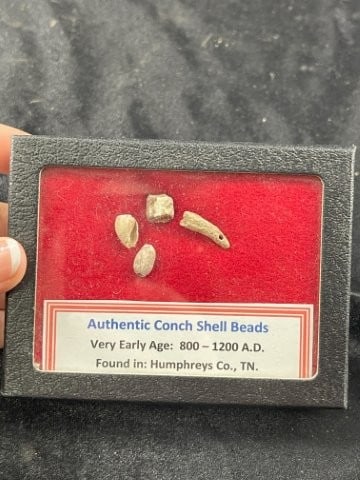 Authentic Conch Shell Beads
Very Early Age: 800 – 1200 A.D.
Found in: Humphreys Co., TN.